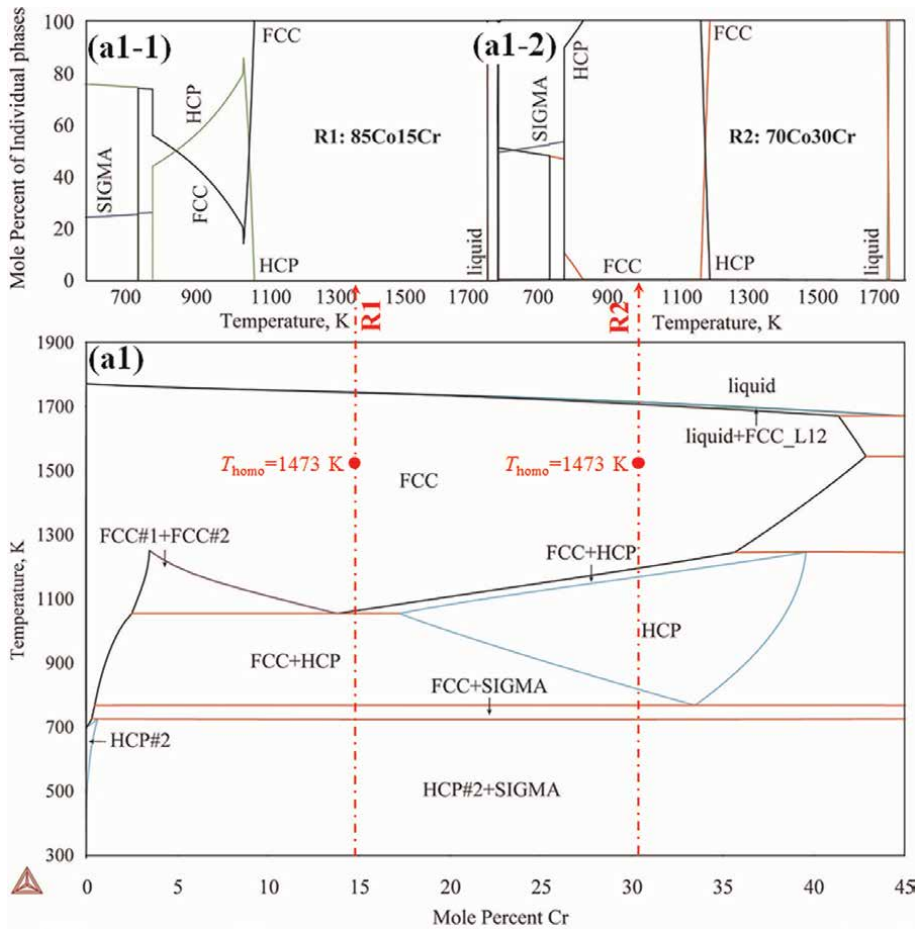 Mole Percent of Individual phases
100
80
60
40
20
0
(a1-1)
FCC
HCP
SIGMA
FCC
R1: 85Co15Cr
HCP
liquid
700 900 1100 1300 1500 1700
Temperature, K
R1
(a1-2)
HCP
FCC
SIGMA
R2: 70Co30Cr
FCC
HCP
liquid
700 900 1100 1300 1500 1700
Temperature, K
R2
(a1)
Temperature, K
1900
1700
1500
1300
1100
900
700
500
300
liquid
liquid+FCC_L12
Thomo=1473 K
Thomo=1473 K
FCC
FCC#1+FCC#2
FCC+HCP
HCP
FCC+HCP
FCC+SIGMA
HCP#2
HCP#2+SIGMA
0 5 10 15 20 25 30 35 40 45
Mole Percent Cr